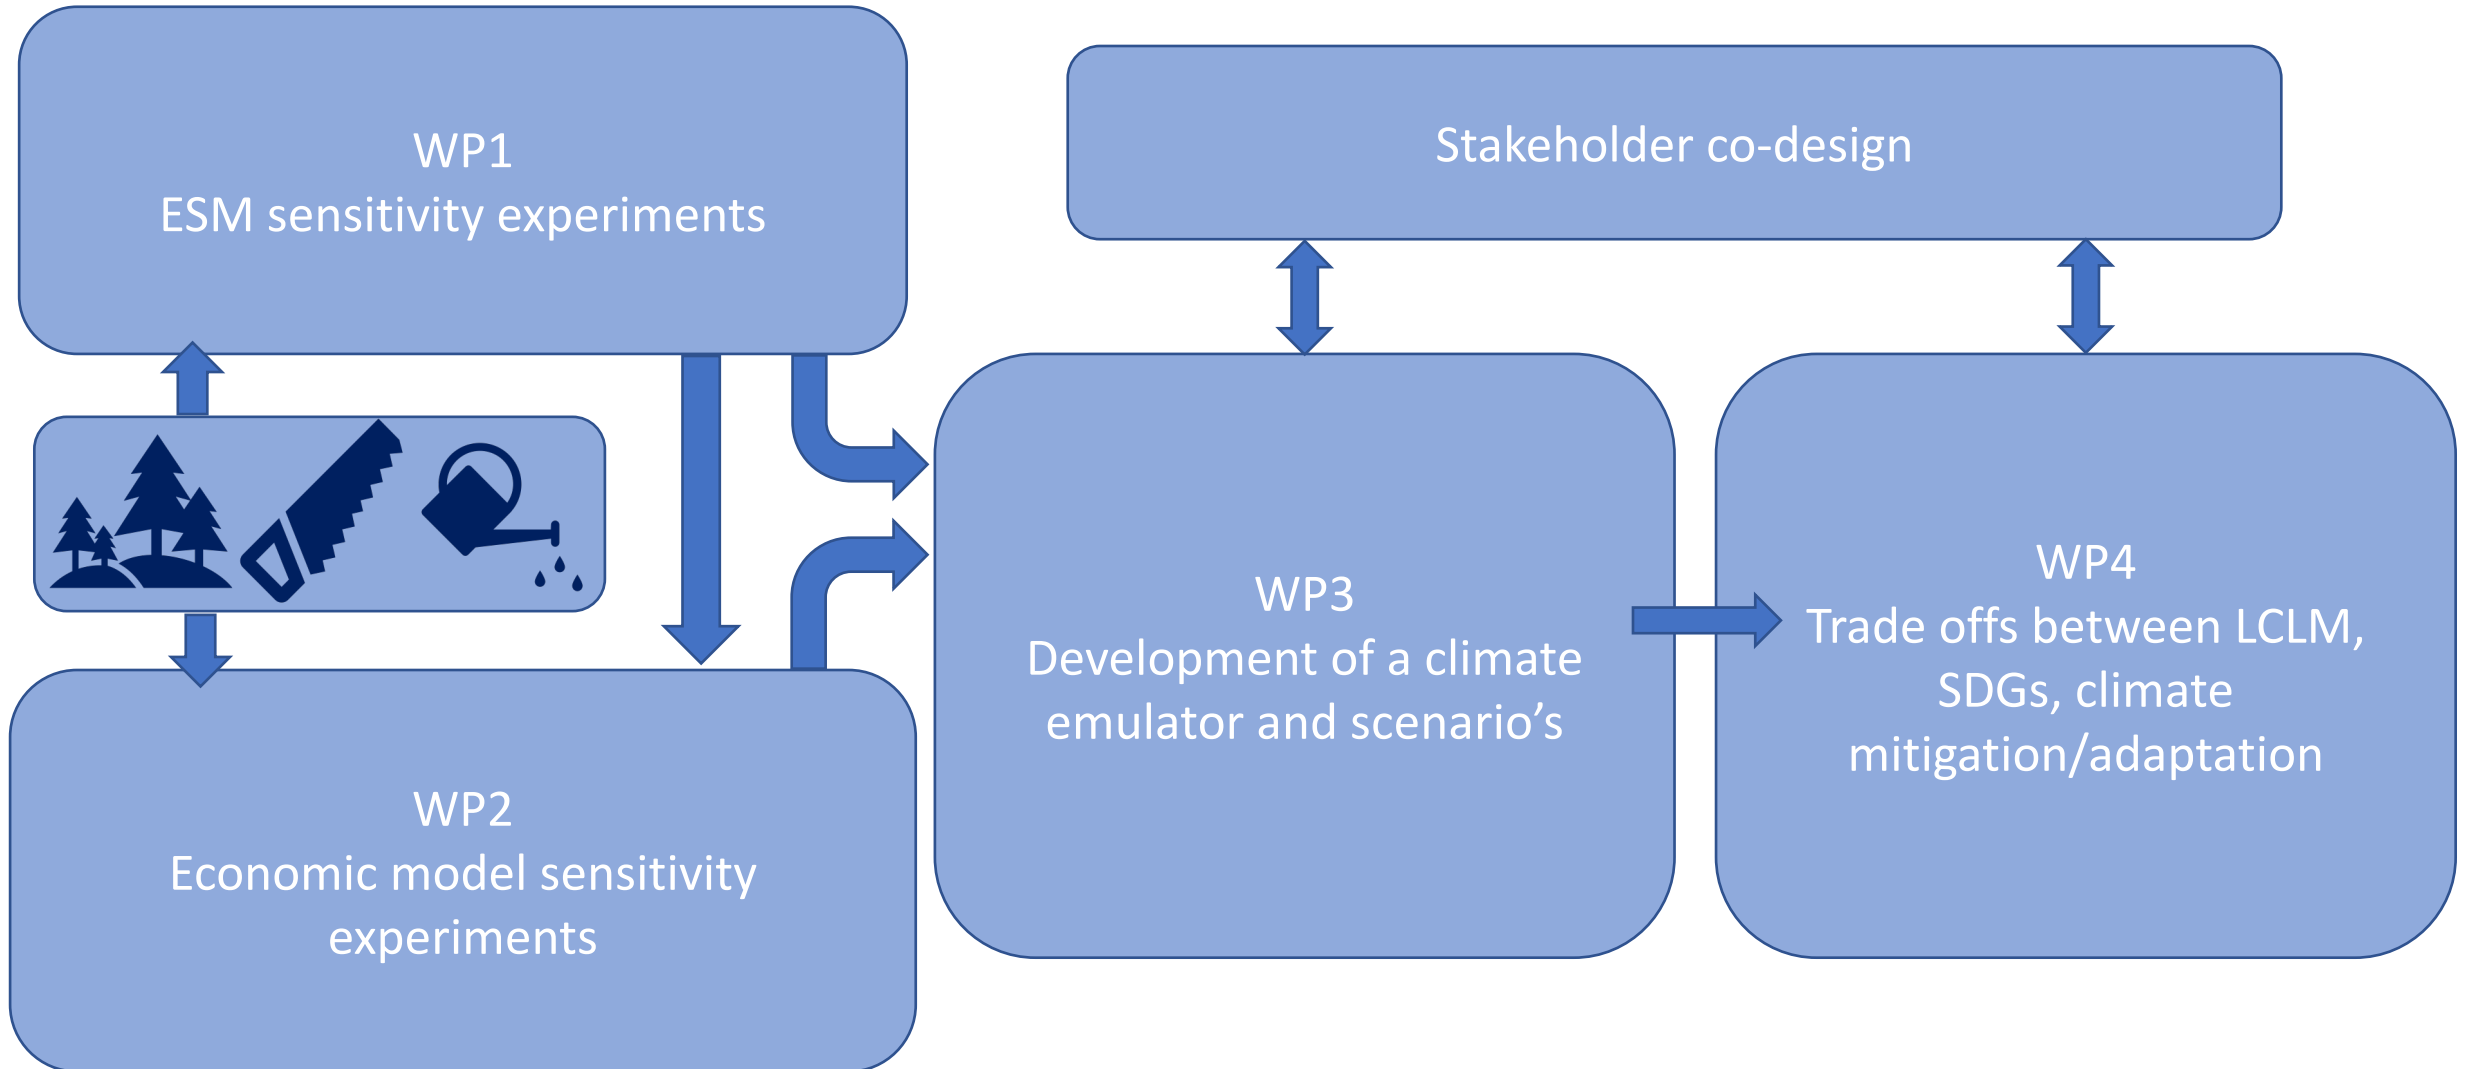 WP1
ESM sensitivity experiments
Stakeholder co-design
WP2
Economic model sensitivity
experiments
WP3
Development of a climate
emulator and scenario’s
WP4
Trade offs between LCLM,
SDGs, climate
mitigation/adaptation